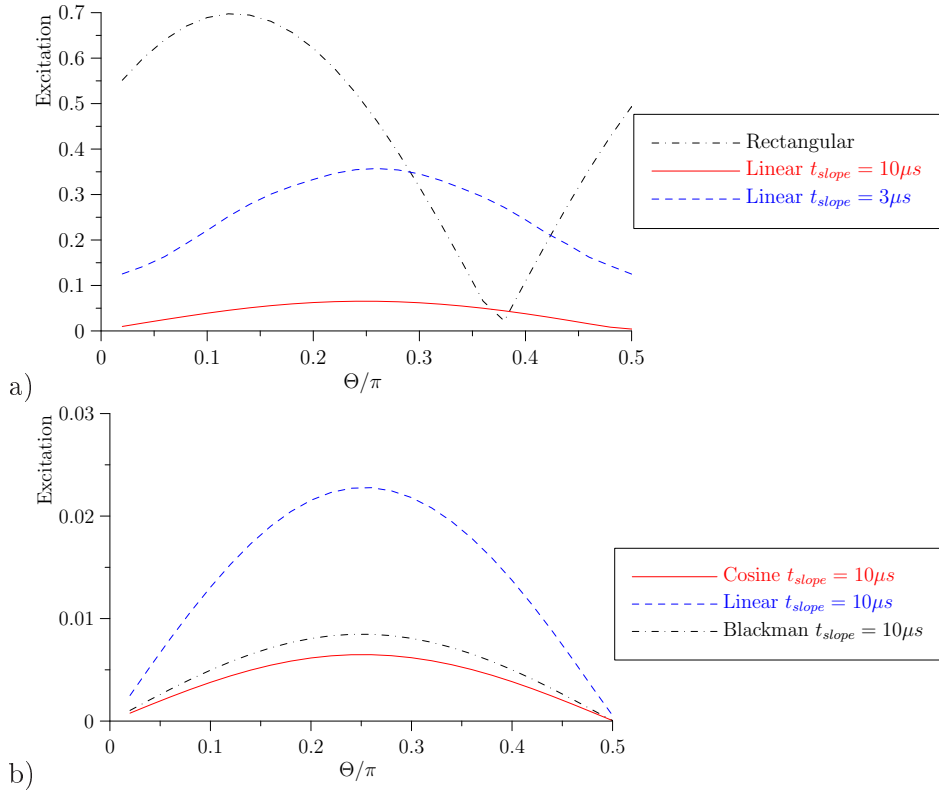 0.7
0.6
0.5
0.4
0.3
0.2
0.1
0
Excitation
0 0.1 0.2 0.3 0.4 0.5
Θ/π
Rectangular
Linear t_slope = 10μs
Linear t_slope = 3μs
a)
0.03
0.02
0.01
0
Excitation
0 0.1 0.2 0.3 0.4 0.5
Θ/π
Cosine t_slope = 10μs
Linear t_slope = 10μs
Blackman t_slope = 10μs
b)